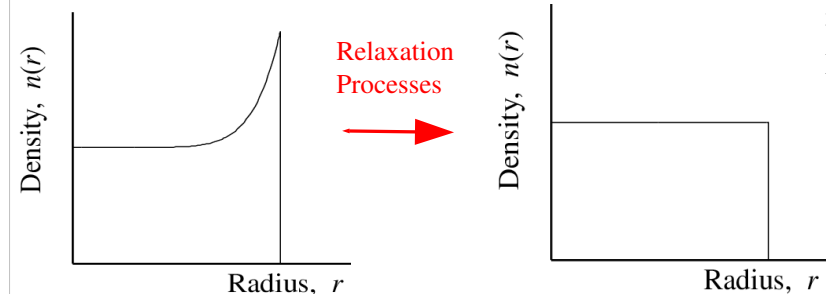 Density, n(r)
Radius, r
Relaxation
Processes
Density, n(r)
Radius, r